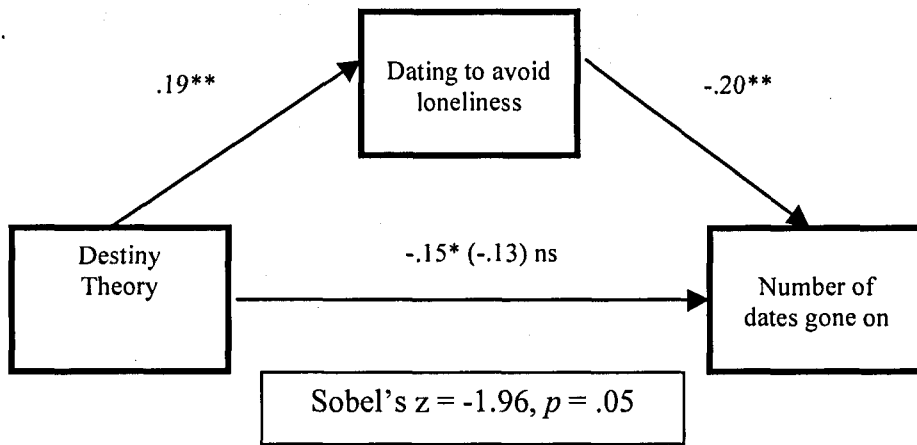 Dating to avoid
loneliness
.19**
-.20**
Destiny
Theory
-.15* (-.13) ns
Number of
dates gone on
Sobel's z = -1.96, p = .05